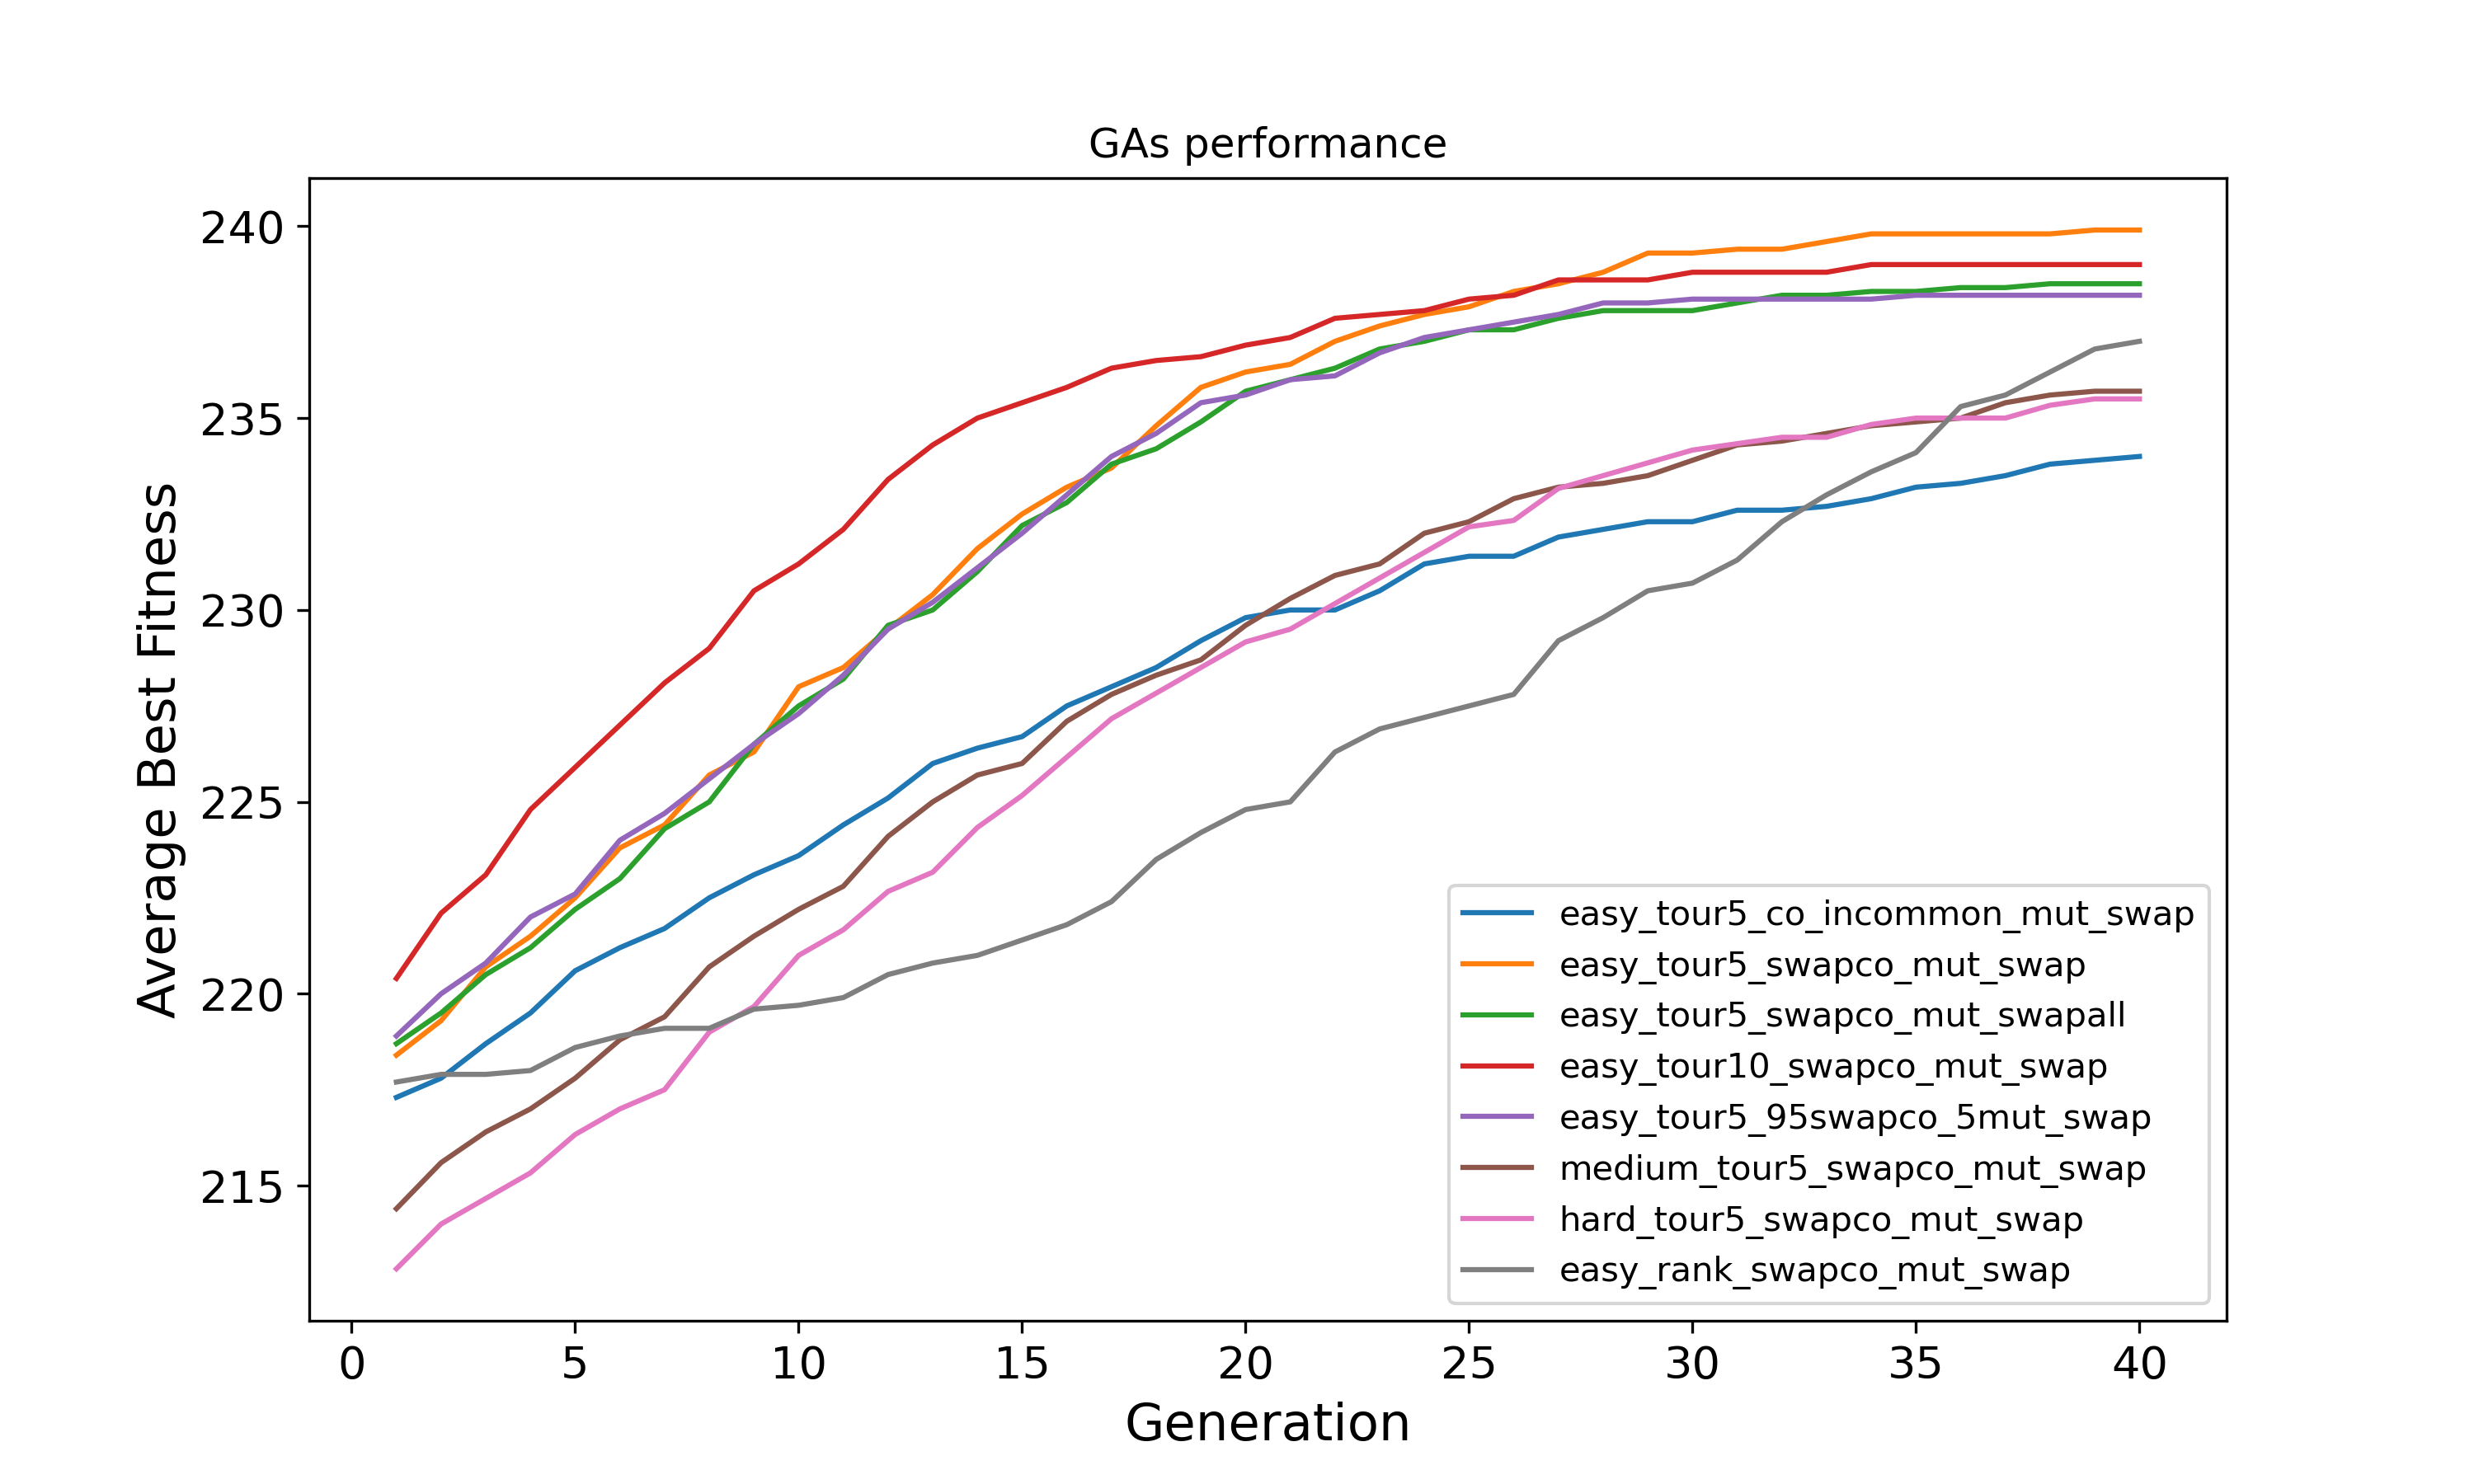 GAs performance
240
235
230
225
220
215
Average Best Fitness
easy_tour5_co_incommon_mut_swap
easy_tour5_swapco_mut_swap
easy_tour5_swapco_mut_swapall
easy_tour10_swapco_mut_swap
easy_tour5_95swapco_5mut_swap
medium_tour5_swapco_mut_swap
hard_tour5_swapco_mut_swap
easy_rank_swapco_mut_swap
0 5 10 15 20 25 30 35 40
Generation